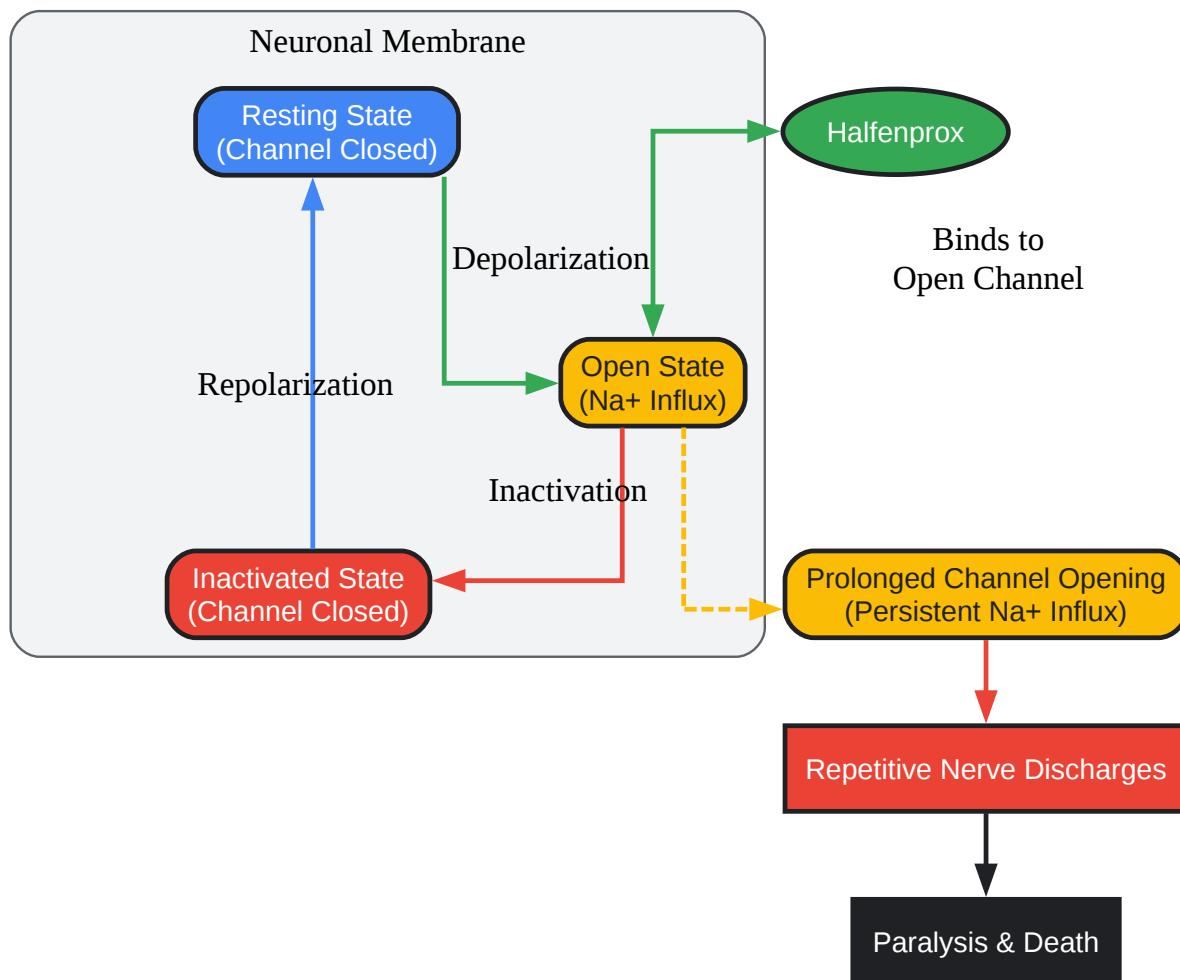 Neuronal Membrane
Resting State
(Channel Closed)
Halfenprox
Binds to
Open Channel
Depolarization
Open State
(Na+ Influx)
Repolarization
Inactivation
Inactivated State
(Channel Closed)
Prolonged Channel Opening
(Persistent Na+ Influx)
Repetitive Nerve Discharges
Paralysis & Death